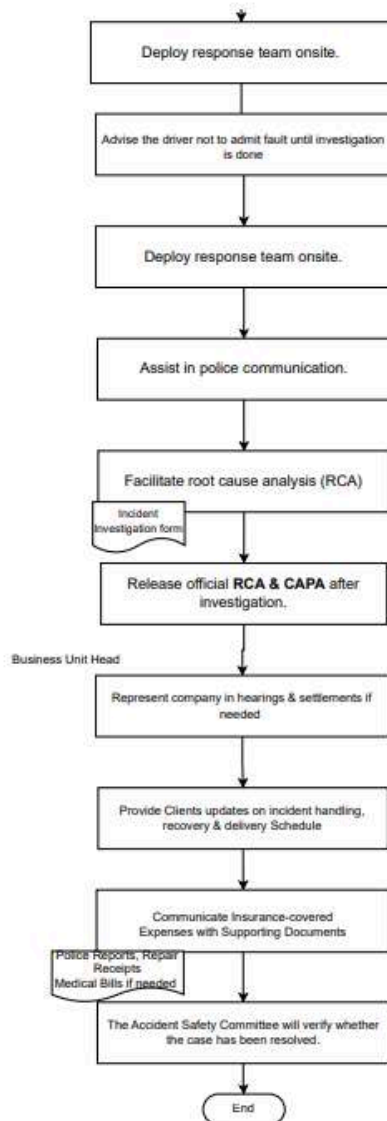 Deploy response team onsite.
Advise the driver not to admit fault until investigation
is done
Deploy response team onsite.
Assist in police communication.
Facilitate root cause analysis (RCA)
Incident
Investigation form
Release official RCA & CAPA after
investigation.
Business Unit Head
Represent company in hearings & settlements if
needed
Provide Clients updates on incident handling,
recovery & delivery Schedule
Communicate Insurance-covered
Expenses with Supporting Documents
Police Reports, Repair
Receipts
Medical Bills if needed
The Accident Safety Committee will verify whether
the case has been resolved.
End